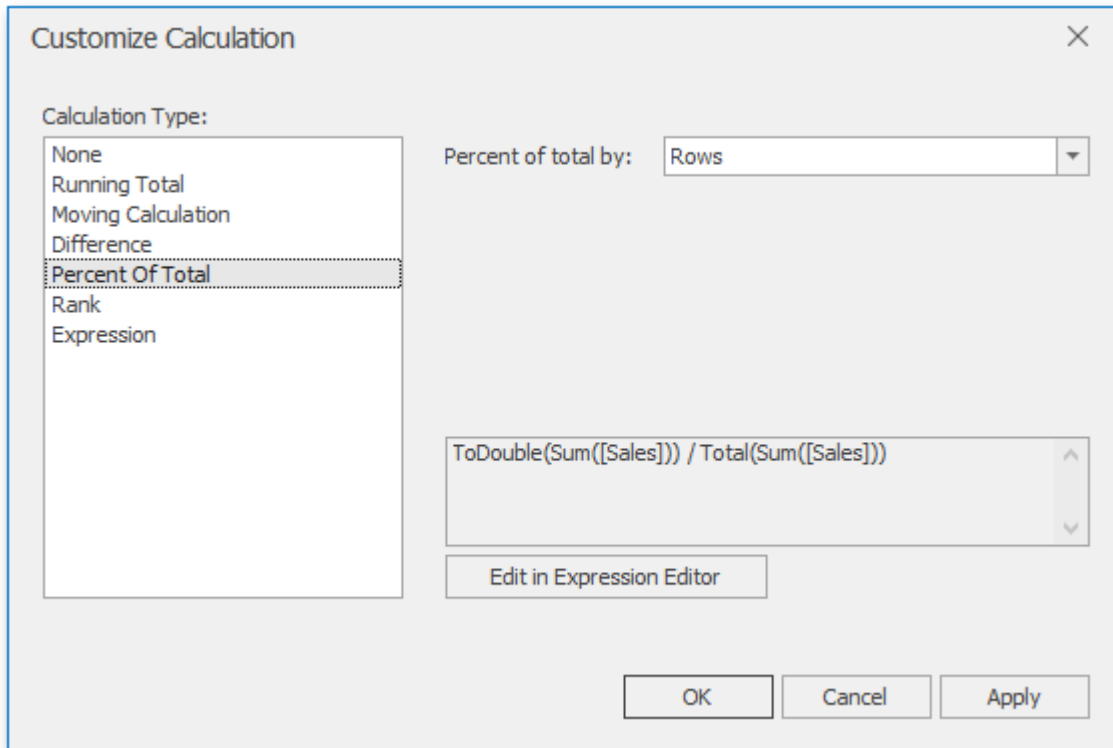 Customize Calculation
Calculation Type:
None
Running Total
Moving Calculation
Difference
Percent Of Total
Rank
Expression
Percent of total by:
Rows
ToDouble(Sum([Sales])) / Total(Sum([Sales]))
Edit in Expression Editor
OK
Cancel
Apply